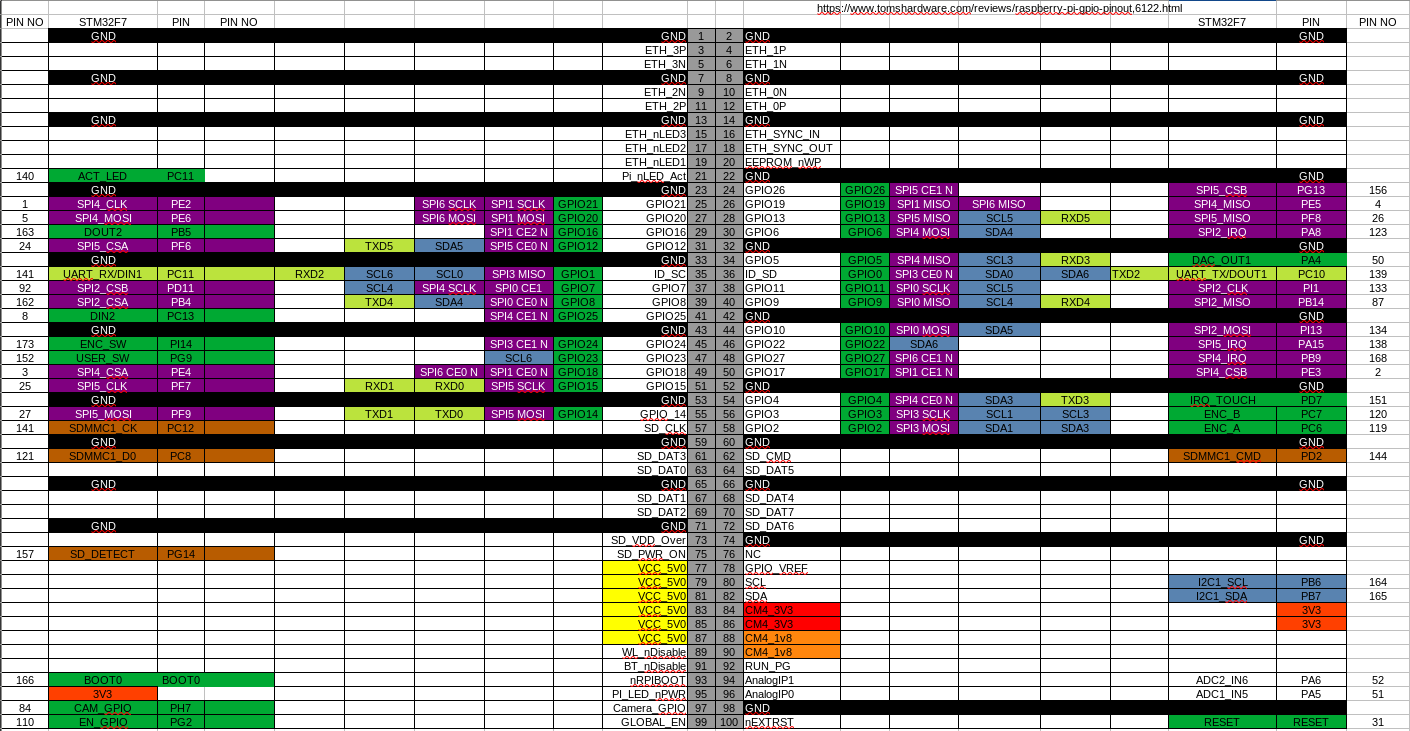 https://www.tomshardware.com/reviews/raspberry-pi-gpio-pinout,6122.html
PIN NO STM32F7 PIN PIN NO STM32F7 PIN PIN NO
GND GND 1 2 GND GND
ETH_3P 3 4 ETH_1P
ETH_3N 5 6 ETH_1N
GND GND 7 8 GND GND
ETH_2N 9 10 ETH_0N
ETH_2P 11 12 ETH_0P
GND GND 13 14 GND GND
ETH_nLED3 15 16 ETH_SYNC_IN
ETH_nLED2 17 18 ETH_SYNC_OUT
ETH_nLED1 19 20 EEPROM_nWP
140 ACT_LED PC11 Pi_nLED_Act 21 22 GND GND
GND GND 23 24 GPIO26 GPIO26 SPI5 CE1 N SPI5_CSB PG13 156
1 SPI4_CLK PE2 SPI6 SCLK SPI1 SCLK GPIO21 GPIO21 25 26 GPIO19 GPIO19 SPI1 MISO SPI6 MISO SPI4_MISO PE5 4
5 SPI4_MOSI PE6 SPI6 MOSI SPI1 MOSI GPIO20 GPIO20 27 28 GPIO13 GPIO13 SPI5 MISO SCL5 RXD5 SPI5_MISO PF8 26
163 DOUT2 PB5 SPI1 CE2 N GPIO16 GPIO16 29 30 GPIO6 GPIO6 SPI4 MOSI SDA4 SPI2_IRQ PA8 123
24 SPI5_CSA PF6 TXD5 SDA5 SPI5 CE0 N GPIO12 GPIO12 31 32 GND GND
GND GND 33 34 GPIO5 GPIO5 SPI4 MISO SCL3 RXD3 DAC_OUT1 PA4 50
141 UART_RX/DIN1 PC11 RXD2 SCL6 SCL0 SPI3 MISO GPIO1 ID_SC 35 36 ID_SD GPIO0 SPI3 CE0 N SDA0 SDA6 TXD2 UART_TX/DOUT1 PC10 139
92 SPI2_CSB PD11 SCL4 SPI4 SCLK SPI0 CE1 GPIO7 GPIO7 37 38 GPIO11 GPIO11 SPI0 SCLK SCL5 SPI2_CLK PI1 133
162 SPI2_CSA PB4 TXD4 SDA4 SPI0 CE0 N GPIO8 GPIO8 39 40 GPIO9 GPIO9 SPI0 MISO SCL4 RXD4 SPI2_MISO PB14 87
8 DIN2 PC13 SPI4 CE1 N GPIO25 GPIO25 41 42 GND GND
GND GND 43 44 GPIO10 GPIO10 SPI0 MOSI SDA5 SPI2_MOSI PI13 134
173 ENC_SW PI14 SPI3 CE1 N GPIO24 GPIO24 45 46 GPIO22 GPIO22 SDA6 SPI5_IRQ PA15 138
152 USER_SW PG9 SCL6 GPIO23 GPIO23 47 48 GPIO27 GPIO27 SPI6 CE1 N SPI4_IRQ PB9 168
3 SPI4_CSA PE4 SPI6 CE0 N SPI1 CE0 N GPIO18 GPIO18 49 50 GPIO17 GPIO17 SPI1 CE1 N SPI4_CSB PE3 2
25 SPI5_CLK PF7 RXD1 RXD0 SPI5 SCLK GPIO15 GPIO15 51 52 GND GND
GND GND 53 54 GPIO4 GPIO4 SPI4 CE0 N SDA3 TXD3 IRQ_TOUCH PD7 151
27 SPI5_MOSI PF9 TXD1 TXD0 SPI5 MOSI GPIO14 GPIO_14 55 56 GPIO3 GPIO3 SPI3 SCLK SCL1 SCL3 ENC_B PC7 120
141 SDMMC1_CK PC12 SD_CLK 57 58 GPIO2 GPIO2 SPI3 MOSI SDA1 SDA3 ENC_A PC6 119
GND GND 59 60 GND GND
121 SDMMC1_D0 PC8 SD_DAT3 61 62 SD_CMD SDMMC1_CMD PD2 144
SD_DAT0 63 64 SD_DAT5
GND GND 65 66 GND GND
SD_DAT1 67 68 SD_DAT4
SD_DAT2 69 70 SD_DAT7
GND GND 71 72 SD_DAT6
SD_VDD_Over 73 74 GND GND
157 SD_DETECT PG14 SD_PWR_ON 75 76 NC
VCC_5V0 77 78 GPIO_VREF
VCC_5V0 79 80 SCL I2C1_SCL PB6 164
VCC_5V0 81 82 SDA I2C1_SDA PB7 165
VCC_5V0 83 84 CM4_3V3 3V3
VCC_5V0 85 86 CM4_3V3 3V3
VCC_5V0 87 88 CM4_1v8
WL_nDisable 89 90 CM4_1v8
BT_nDisable 91 92 RUN_PG
166 BOOT0 BOOT0 nRPIBOOT 93 94 AnalogIP1 ADC2_IN6 PA6 52
3V3 PI_LED_nPWR 95 96 AnalogIP0 ADC1_IN5 PA5 51
84 CAM_GPIO PH7 Camera_GPIO 97 98 GND GND
110 EN_GPIO PG2 GLOBAL_EN 99 100 nEXTRST RESET RESET 31